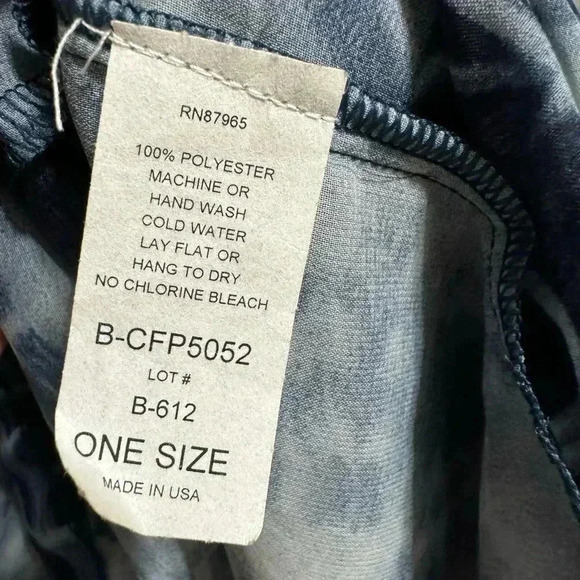 RN87965
100% POLYESTER
MACHINE OR
HAND WASH
COLD WATER
LAY FLAT OR
HANG TO DRY
NO CHLORINE BLEACH
B-CFP5052
LOT #
B-612
ONE SIZE
MADE IN USA